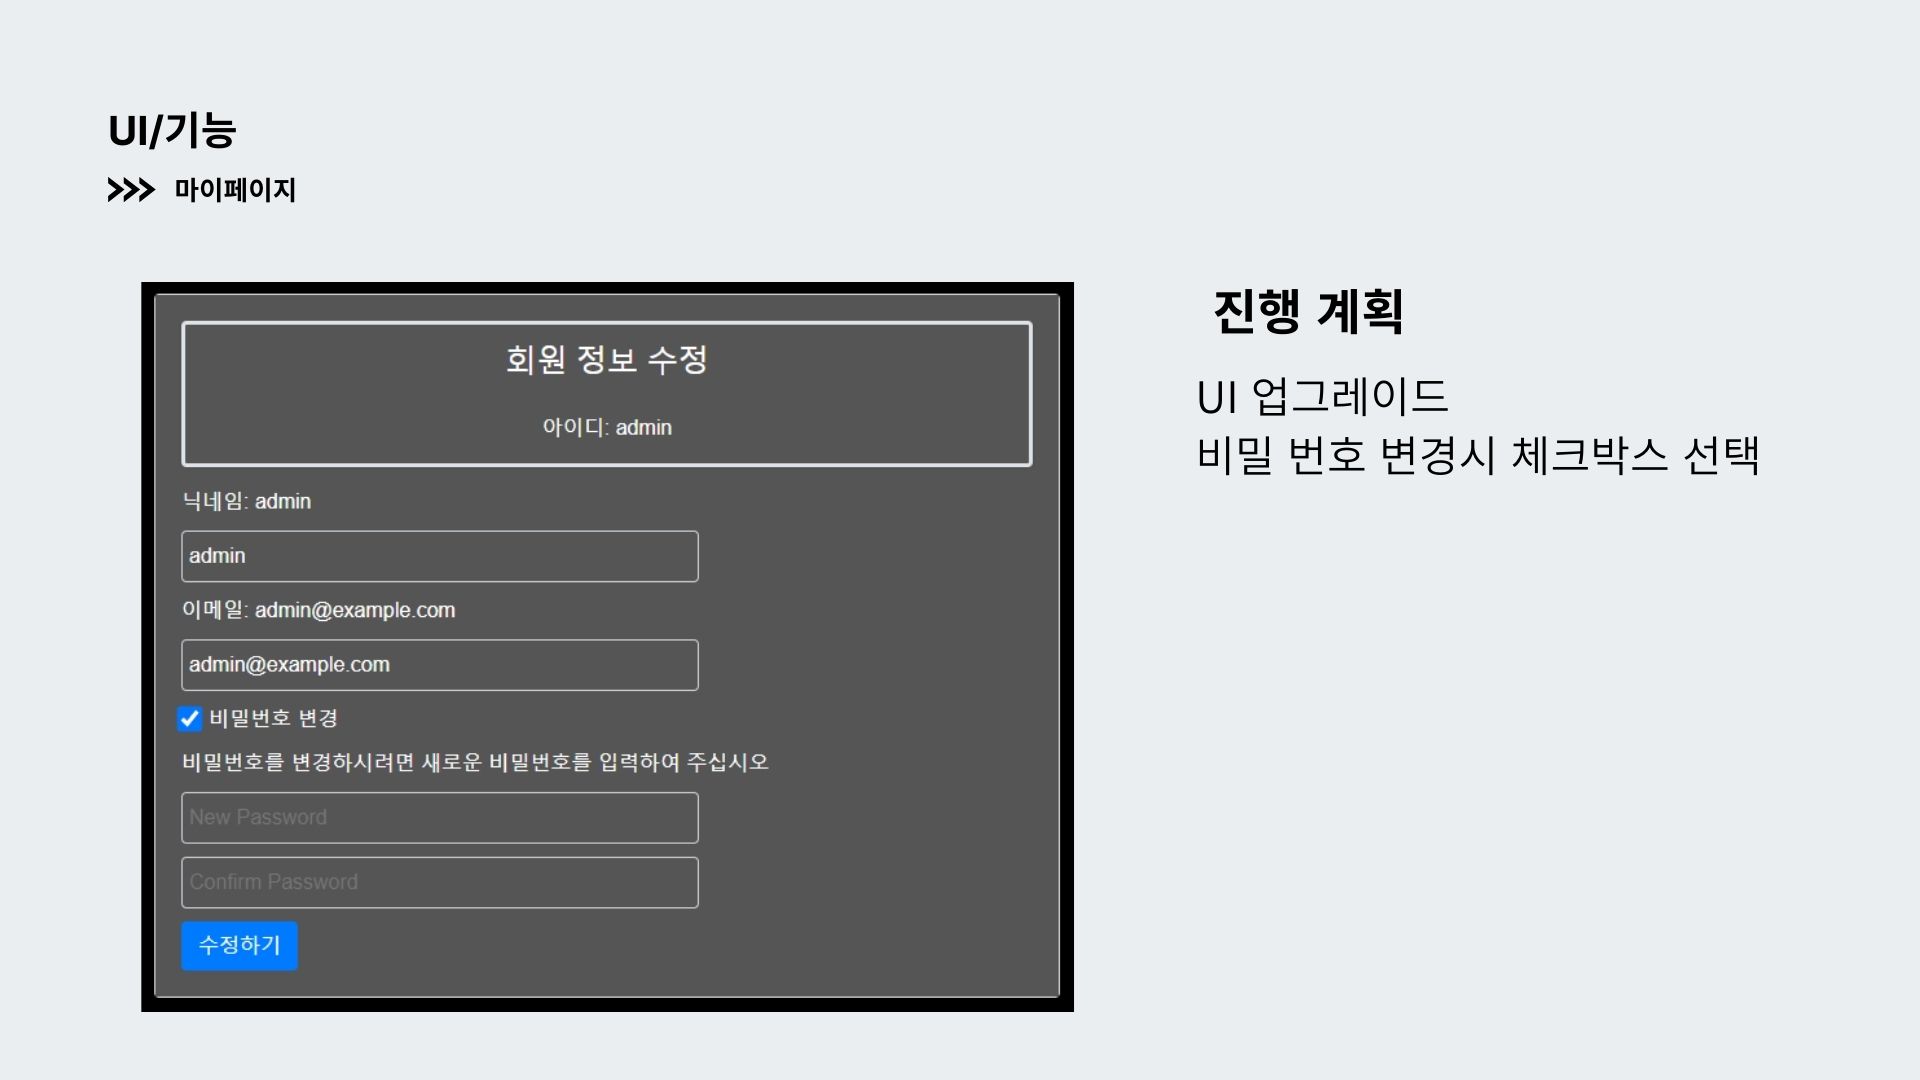 UI/기능
마이페이지
회원 정보 수정
아이디: admin
닉네임: admin
admin
이메일: admin@example.com
admin@example.com
비밀번호 변경
비밀번호를 변경하시려면 새로운 비밀번호를 입력하여 주십시오
New Password
Confirm Password
수정하기
진행 계획
UI 업그레이드
비밀 번호 변경시 체크박스 선택